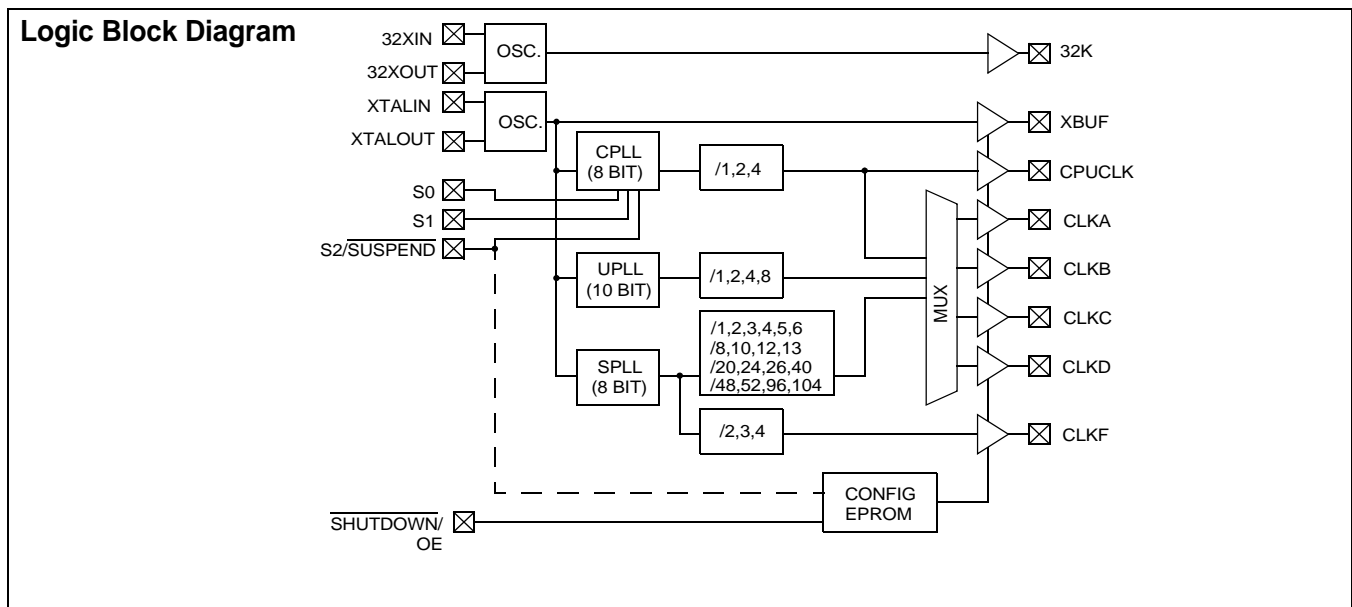 Logic Block Diagram
32XIN
32XOUT
OSC.
32K
XTALIN
XTALOUT
OSC.
XBUF
CPLL
(8 BIT)
/1,2,4
CPUCLK
S0
S1
S2/SUSPEND
CLKA
CLKB
CLKC
CLKD
MUX
UPLL
(10 BIT)
/1,2,4,8
SPLL
(8 BIT)
/1,2,3,4,5,6
/8,10,12,13
/20,24,26,40
/48,52,96,104
/2,3,4
CLKF
CONFIG
EPROM
SHUTDOWN/
OE